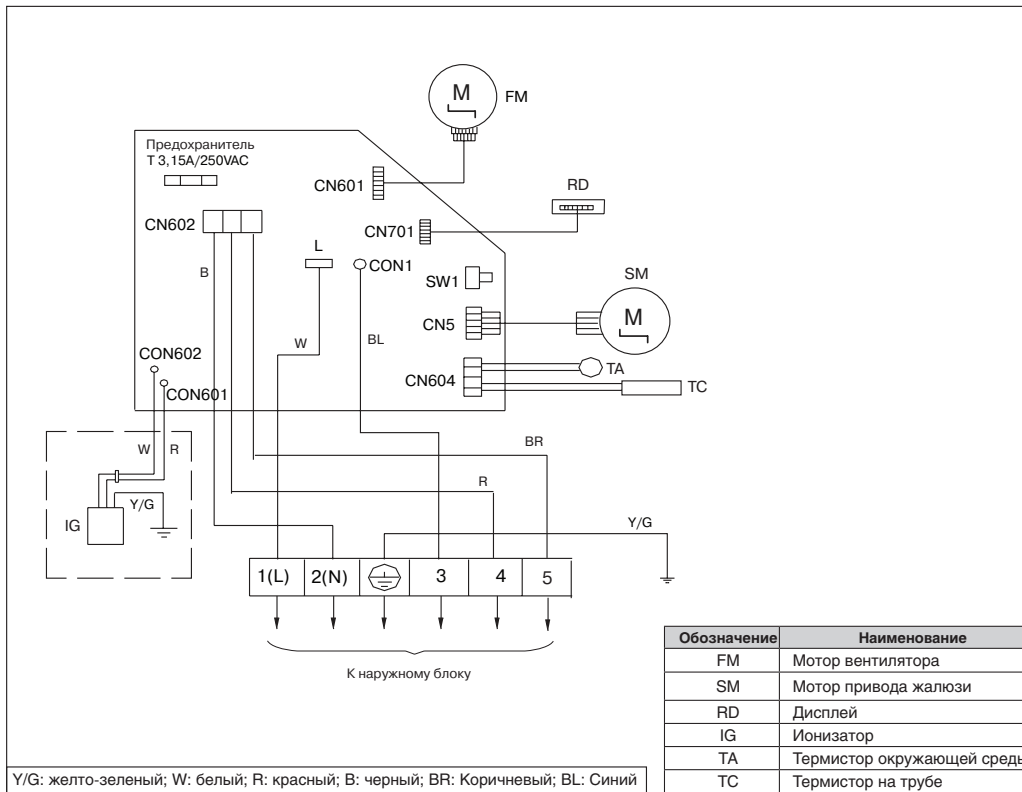 M
FM
Предохранитель
T 3,15A/250VAC
CN601
RD
CN602
CN701
L
CON1
B
SW1
SM
M
CN5
BL
W
CON602
TA
CN604
TC
CON601
BR
W
R
R
Y/G
IG
Y/G
1(L)
2(N)
3
4
5
К наружному блоку
Обозначение Наименование
FM Мотор вентилятора
SM Мотор привода жалюзи
RD Дисплей
IG Ионизатор
TA Термистор окружающей среды
TC Термистор на трубе
Y/G: желто-зеленый; W: белый; R: красный; B: черный; BR: Коричневый; BL: Синий